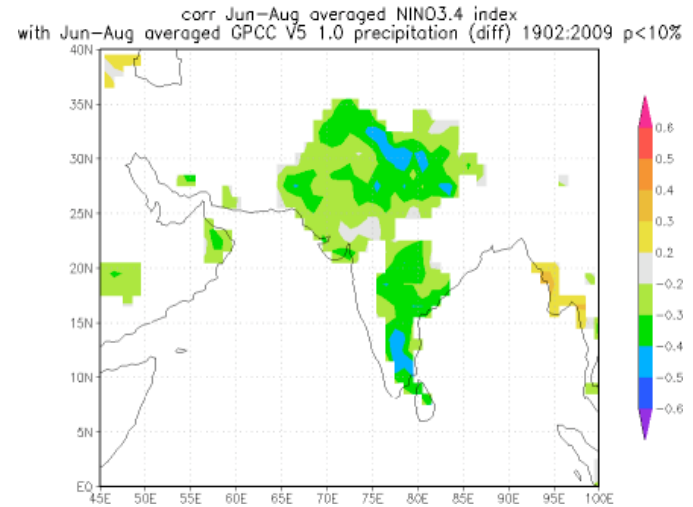 corr Jun-Aug averaged NINO3.4 index
with Jun-Aug averaged GPCC V5 1.0 precipitation (diff) 1902:2009 p<10%
40N
35N
30N
25N
20N
15N
10N
5N
EQ
45E 50E 55E 60E 65E 70E 75E 80E 85E 90E 95E 100E
0.6
0.5
0.4
0.3
0.2
-0.2
-0.3
-0.4
-0.5
-0.6